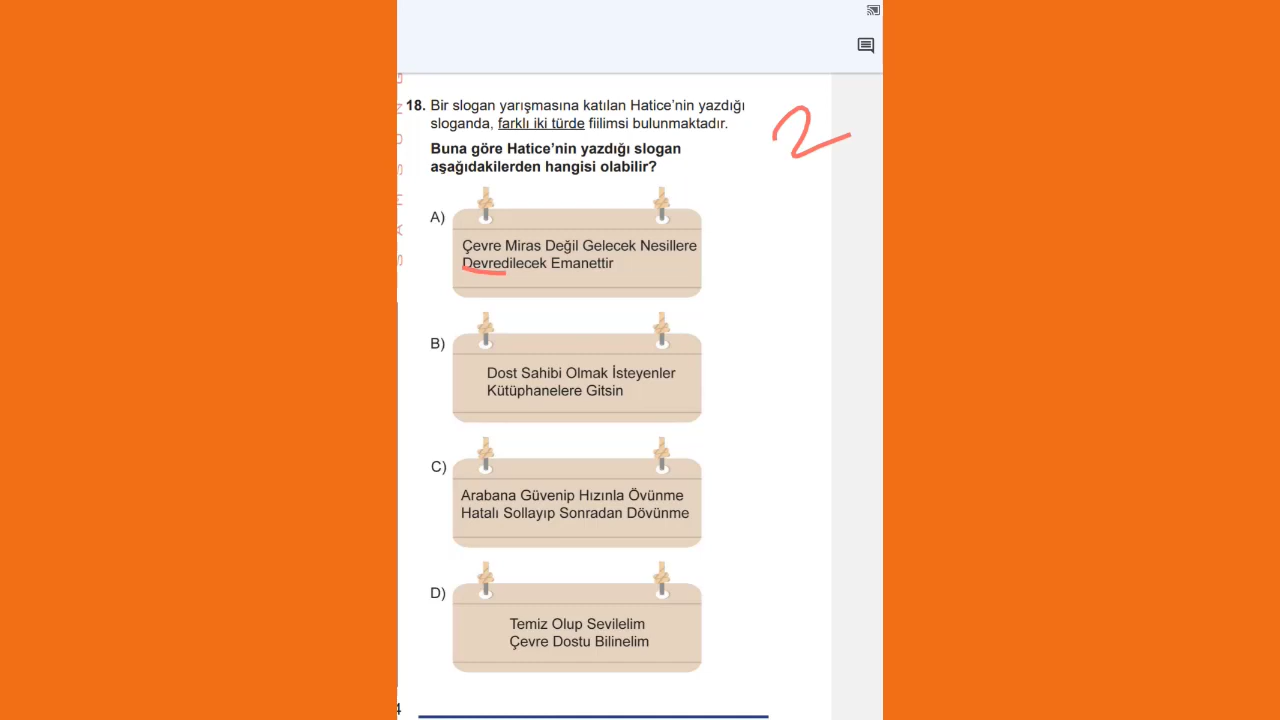 18. Bir slogan yarışmasına katılan Hatice'nin yazdığı
sloganda, farklı iki türde fiilimsi bulunmaktadır.
2
Buna göre Hatice'nin yazdığı slogan
aşağıdakilerden hangisi olabilir?
A)
Çevre Miras Değil Gelecek Nesillere
Devredilecek Emanettir
B)
Dost Sahibi Olmak İsteyenler
Kütüphanelere Gitsin
C)
Arabana Güvenip Hızınla Övünme
Hatalı Sollayıp Sonradan Dövünme
D)
Temiz Olup Sevilelim
Çevre Dostu Bilinelim
4